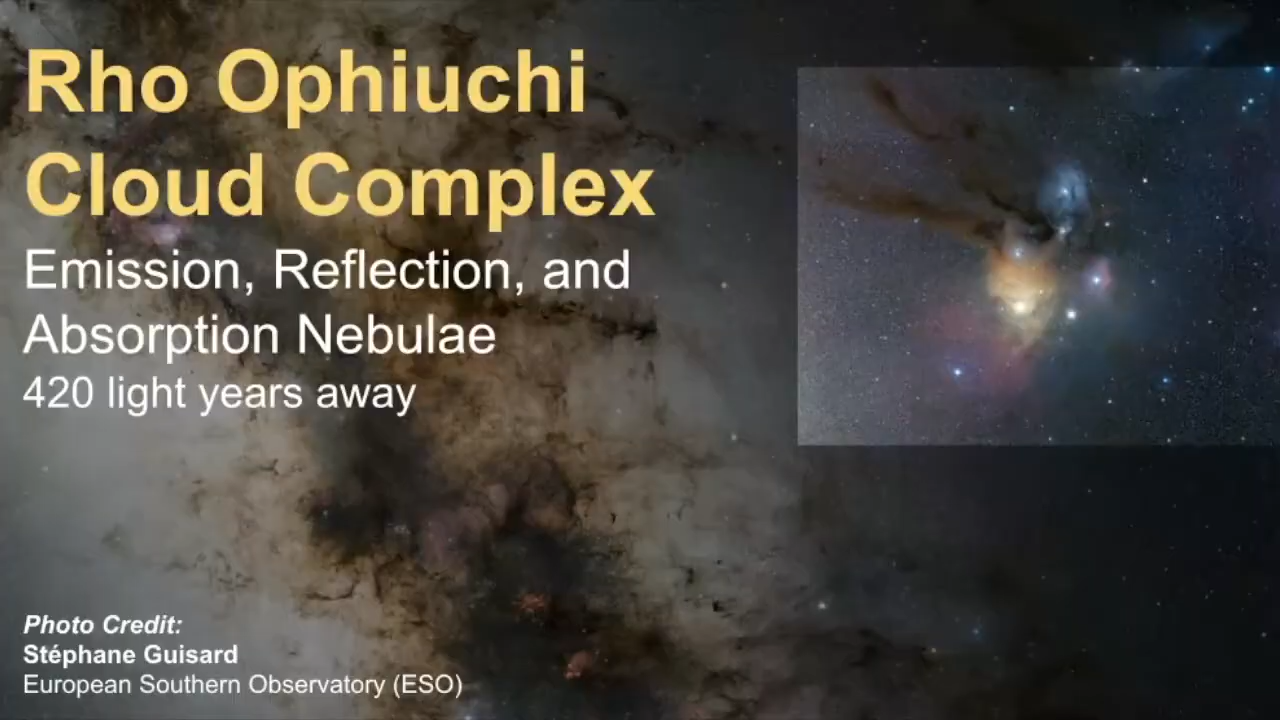 Rho Ophiuchi
Cloud Complex
Emission, Reflection, and
Absorption Nebulae
420 light years away
Photo Credit:
Stéphane Guisard
European Southern Observatory (ESO)